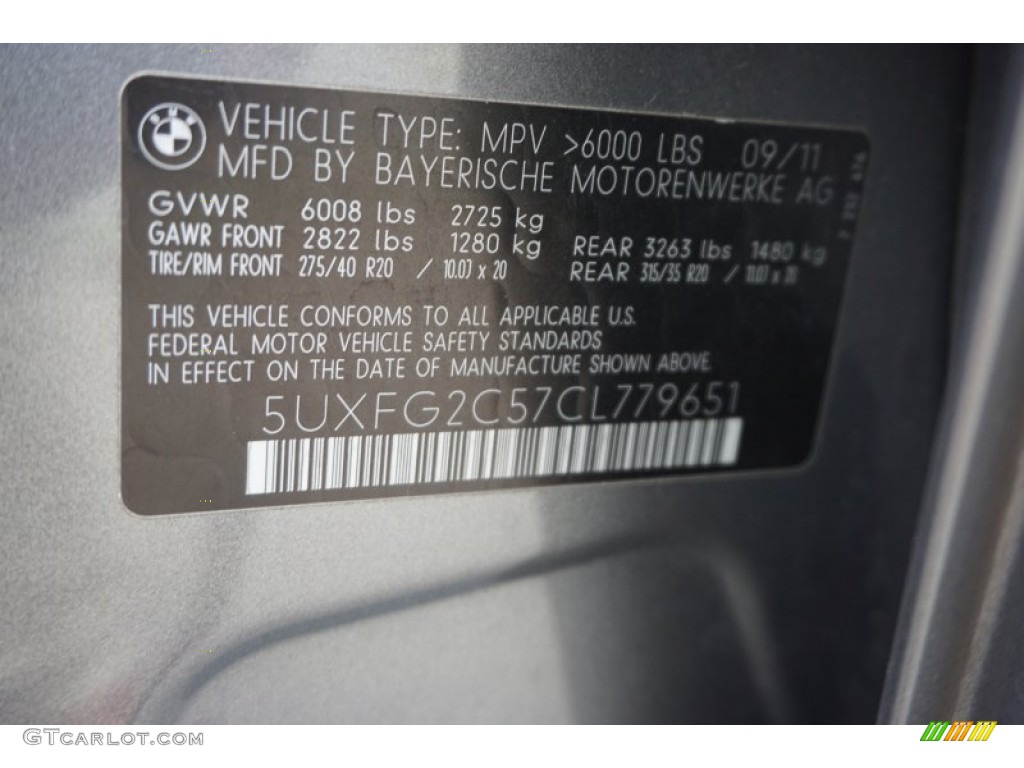 VEHICLE TYPE: MPV >6000 LBS 09/11
MFD BY BAYERISCHE MOTORENWERKE AG
GVWR 6008 lbs 2725 kg
GAWR FRONT 2822 lbs 1280 kg REAR 3263 lbs 1480 kg
TIRE/RIM FRONT 275/40 R20 / 10.0J x 20 REAR 315/35 R20 / 11.0J x 20
THIS VEHICLE CONFORMS TO ALL APPLICABLE U.S.
FEDERAL MOTOR VEHICLE SAFETY STANDARDS
IN EFFECT ON THE DATE OF MANUFACTURE SHOWN ABOVE.
5UXFG2C57CL779651
GTCARLOT.COM